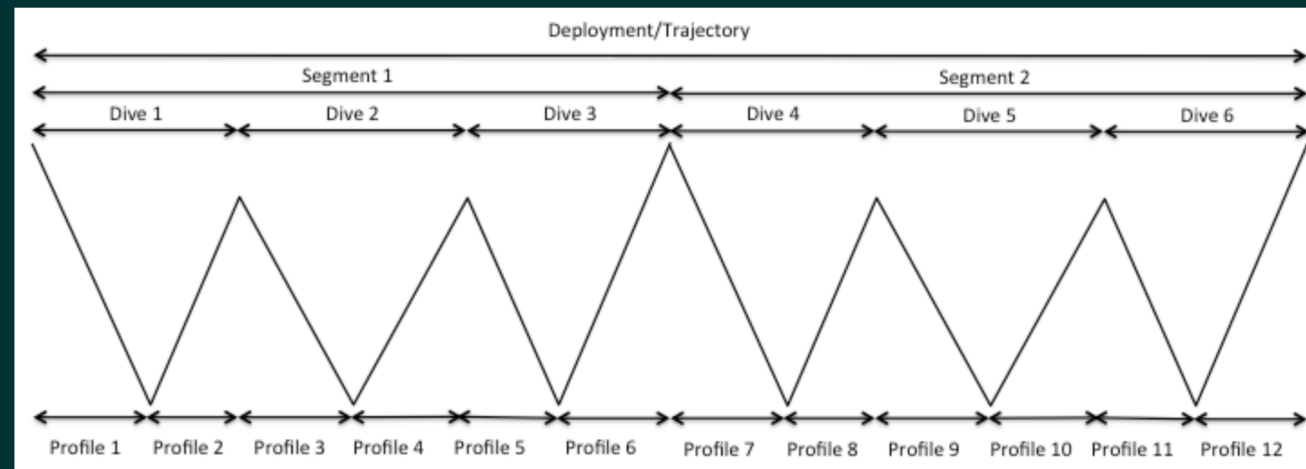 Deployment/Trajectory
Segment 1 Segment 2
Dive 1 Dive 2 Dive 3 Dive 4 Dive 5 Dive 6
Profile 1 Profile 2 Profile 3 Profile 4 Profile 5 Profile 6 Profile 7 Profile 8 Profile 9 Profile 10 Profile 11 Profile 12